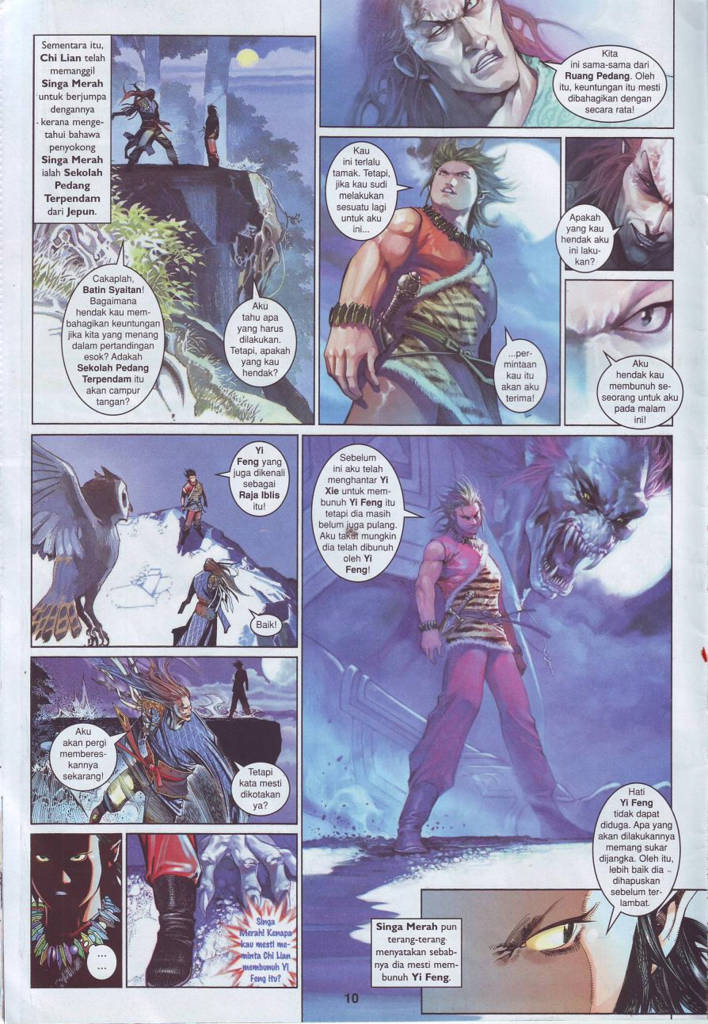 Sementara itu,
Chi Lian telah
memanggil
Singa Merah
untuk berjumpa
dengannya
kerana menge-
tahui bahawa
penyokong
Singa Merah
ialah Sekolah
Pedang
Terpendam
dari Jepun.
Cakaplah,
Batin Syaitan!
Bagaimana
hendak kau mem-
bahagikan keuntungan
jika kita yang menang
dalam pertandingan
esok? Adakah
Sekolah Pedang
Terpendam itu
akan campur
tangan?
Aku
tahu apa
yang harus
dilakukan.
Tetapi, apakah
yang kau
hendak?
Kita
ini sama-sama dari
Ruang Pedang. Oleh
itu, keuntungan itu mesti
dibahagikan dengan
secara rata!
Kau
ini terlalu
tamak. Tetapi,
jika kau sudi
melakukan
sesuatu lagi
untuk aku
ini...
...per-
mintaan
kau itu
akan aku
terima!
Apakah
yang kau
hendak aku
ini laku-
kan?
Aku
hendak kau
membunuh se-
seorang untuk aku
pada malam
ini!
Yi
Feng yang
juga dikenali
sebagai
Raja Iblis
itu!
Baik!
Sebelum
ini aku telah
menghantar Yi
Xie untuk mem-
bunuh Yi Feng itu
tetapi dia masih
belum juga pulang.
Aku takut mungkin
dia telah dibunuh
oleh Yi
Feng!
Aku
akan pergi
memberes-
kannya
sekarang!
Tetapi
kata mesti
dikotakan
ya?
...
...
Singa
Merah! Kenapa
kau mesti me-
minta Chi Lian
membunuh Yi
Feng itu?
Hati
Yi Feng
tidak dapat
diduga. Apa yang
akan dilakukannya
memang sukar
dijangka. Oleh itu,
lebih baik dia
dihapuskan
sebelum ter-
lambat.
Singa Merah pun
terang-terang
menyatakan sebab-
nya dia mesti mem-
bunuh Yi Feng.
10